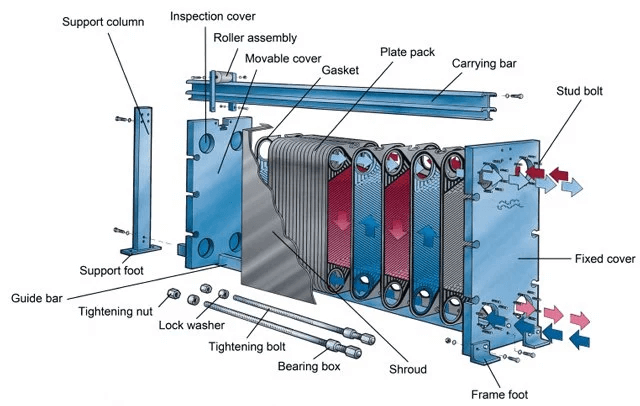 Support column
Inspection cover
Roller assembly
Movable cover
Gasket
Plate pack
Carrying bar
Stud bolt
Fixed cover
Support foot
Guide bar
Tightening nut
Lock washer
Tightening bolt
Bearing box
Shroud
Frame foot